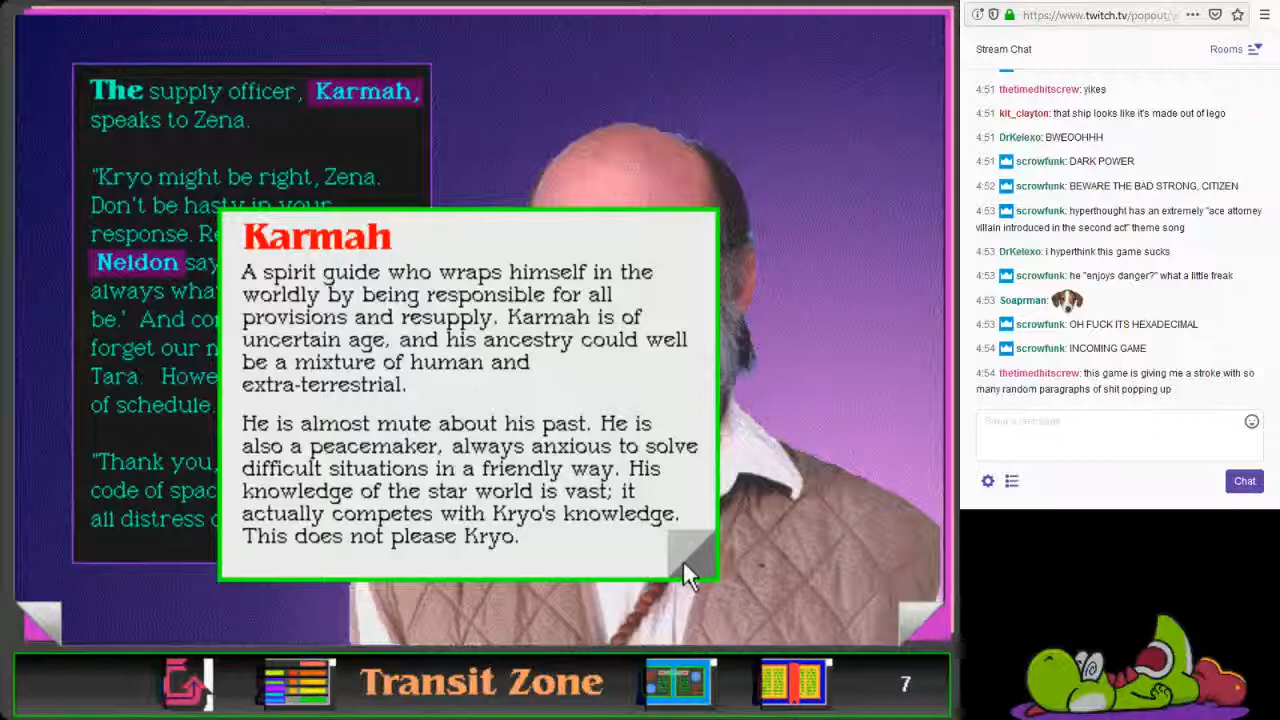 The supply officer, Karmah,
speaks to Zena.
"Kryo might be right, Zena.
Don't be hasty in your
response.
Neldon say
always wha
be.' And co
forget our
Tara. Howe
of schedule.
"Thank you,
code of spac
all distress
Karmah
A spirit guide who wraps himself in the
worldly by being responsible for all
provisions and resupply. Karmah is of
uncertain age, and his ancestry could well
be a mixture of human and
extra-terrestrial.
He is almost mute about his past. He is
also a peacemaker, always anxious to solve
difficult situations in a friendly way. His
knowledge of the star world is vast; it
actually competes with Kryo's knowledge.
This does not please Kryo.
Transit Zone
7
https://www.twitch.tv/popout/
Stream Chat
Rooms
4:51 thetimedhitscrew: yikes
4:51 kit_clayton: that ship looks like it's made out of lego
4:51 DrKelexo: BWEOOHHH
4:51 scrowfunk: DARK POWER
4:52 scrowfunk: BEWARE THE BAD STRONG, CITIZEN
4:53 scrowfunk: hyperthought has an extremely "ace attorney
villain introduced in the second act" theme song
4:53 DrKelexo: i hyperthink this game sucks
4:53 scrowfunk: he "enjoys danger?" what a little freak
4:53 Soaprman:
4:53 scrowfunk: OH FUCK ITS HEXADECIMAL
4:54 scrowfunk: INCOMING GAME
4:54 thetimedhitscrew: this game is giving me a stroke with so
many random paragraphs of shit popping up
Send a message
Chat